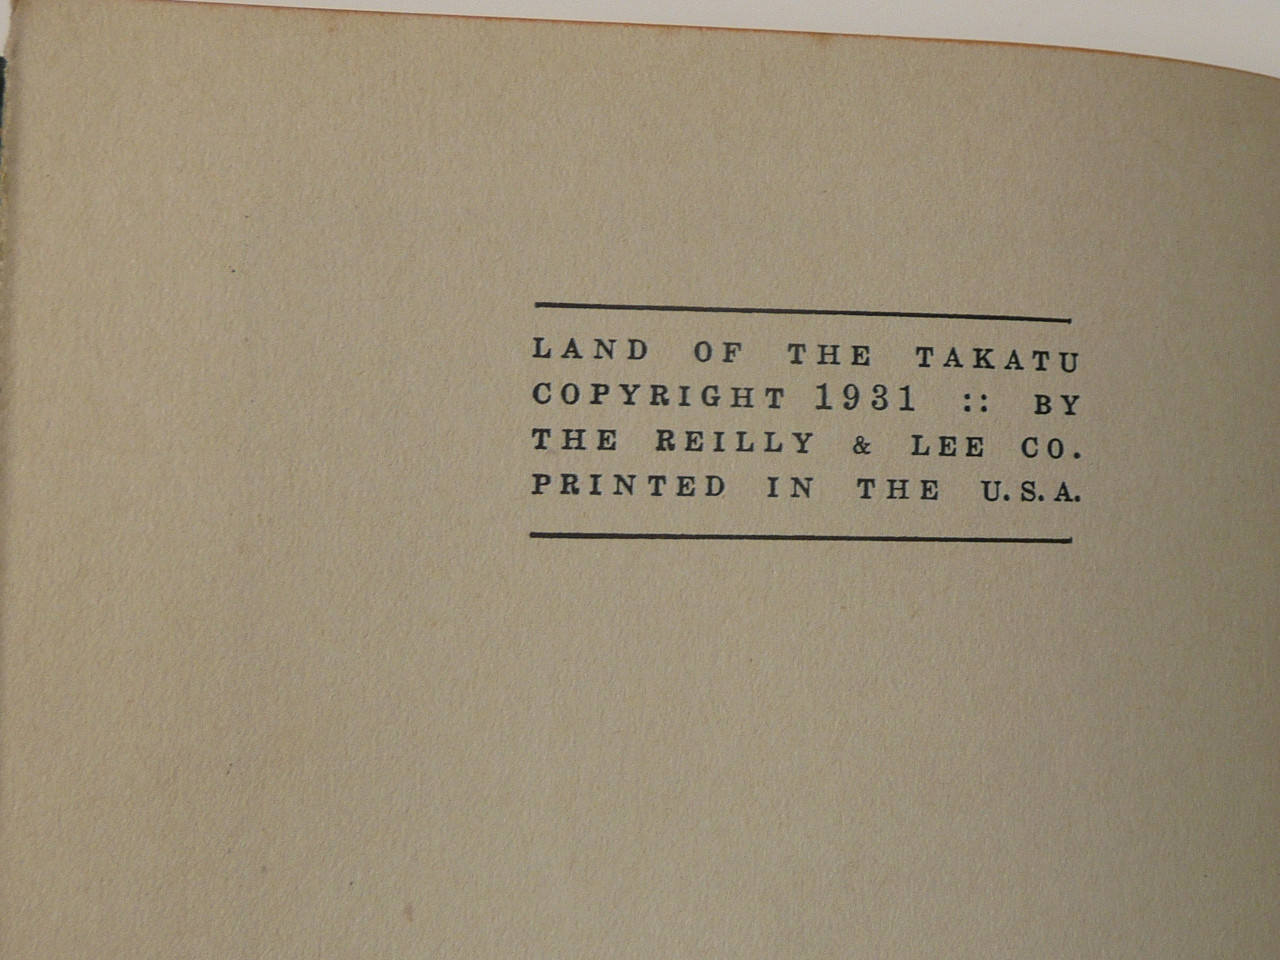 LAND OF THE TAKATU
COPYRIGHT 1931 :: BY
THE REILLY & LEE CO.
PRINTED IN THE U.S.A.